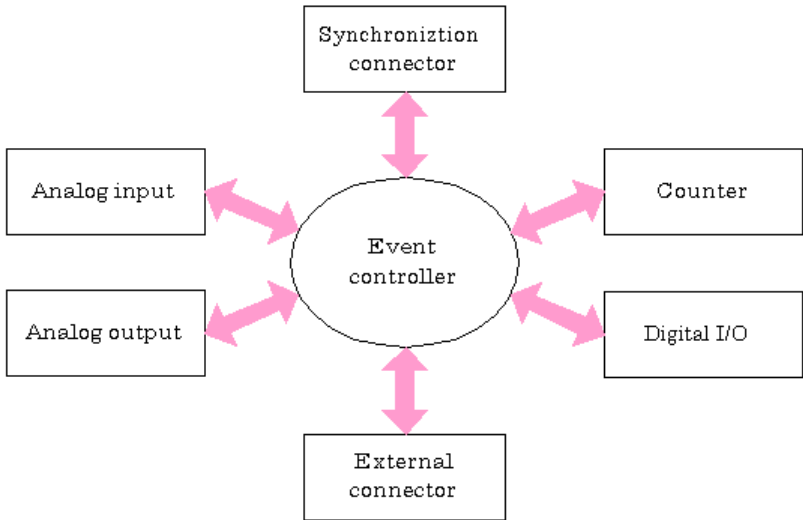 Synchroniztion
connector
Analog input
Counter
Event
controller
Analog output
Digital I/O
External
connector